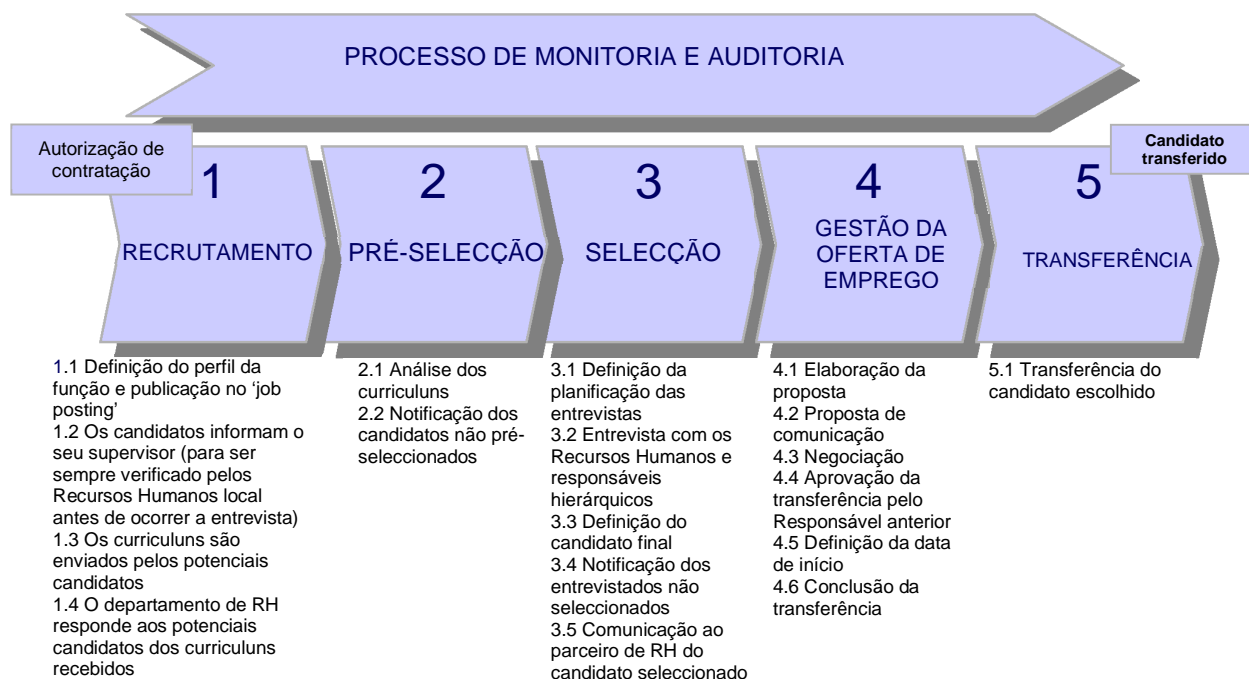 PROCESSO DE MONITORIA E AUDITORIA
Autorização de
contratação
Candidato
transferido
1
RECRUTAMENTO
2
PRÉ-SELECÇÃO
3
SELECÇÃO
4
GESTÃO DA
OFERTA DE
EMPREGO
5
TRANSFERÊNCIA
1.1 Definição do perfil da
função e publicação no ‘job
posting’
1.2 Os candidatos informam o
seu supervisor (para ser
sempre verificado pelos
Recursos Humanos local
antes de ocorrer a entrevista)
1.3 Os curriculuns são
enviados pelos potenciais
candidatos
1.4 O departamento de RH
responde aos potenciais
candidatos dos curriculuns
recebidos
2.1 Análise dos
curriculuns
2.2 Notificação dos
candidatos não pré-
seleccionados
3.1 Definição da
planificação das
entrevistas
3.2 Entrevista com os
Recursos Humanos e
responsáveis
hierárquicos
3.3 Definição do
candidato final
3.4 Notificação dos
entrevistados não
seleccionados
3.5 Comunicação ao
parceiro de RH do
candidato seleccionado
4.1 Elaboração da
proposta
4.2 Proposta de
comunicação
4.3 Negociação
4.4 Aprovação da
transferência pelo
Responsável anterior
4.5 Definição da data
de início
4.6 Conclusão da
transferência
5.1 Transferência do
candidato escolhido